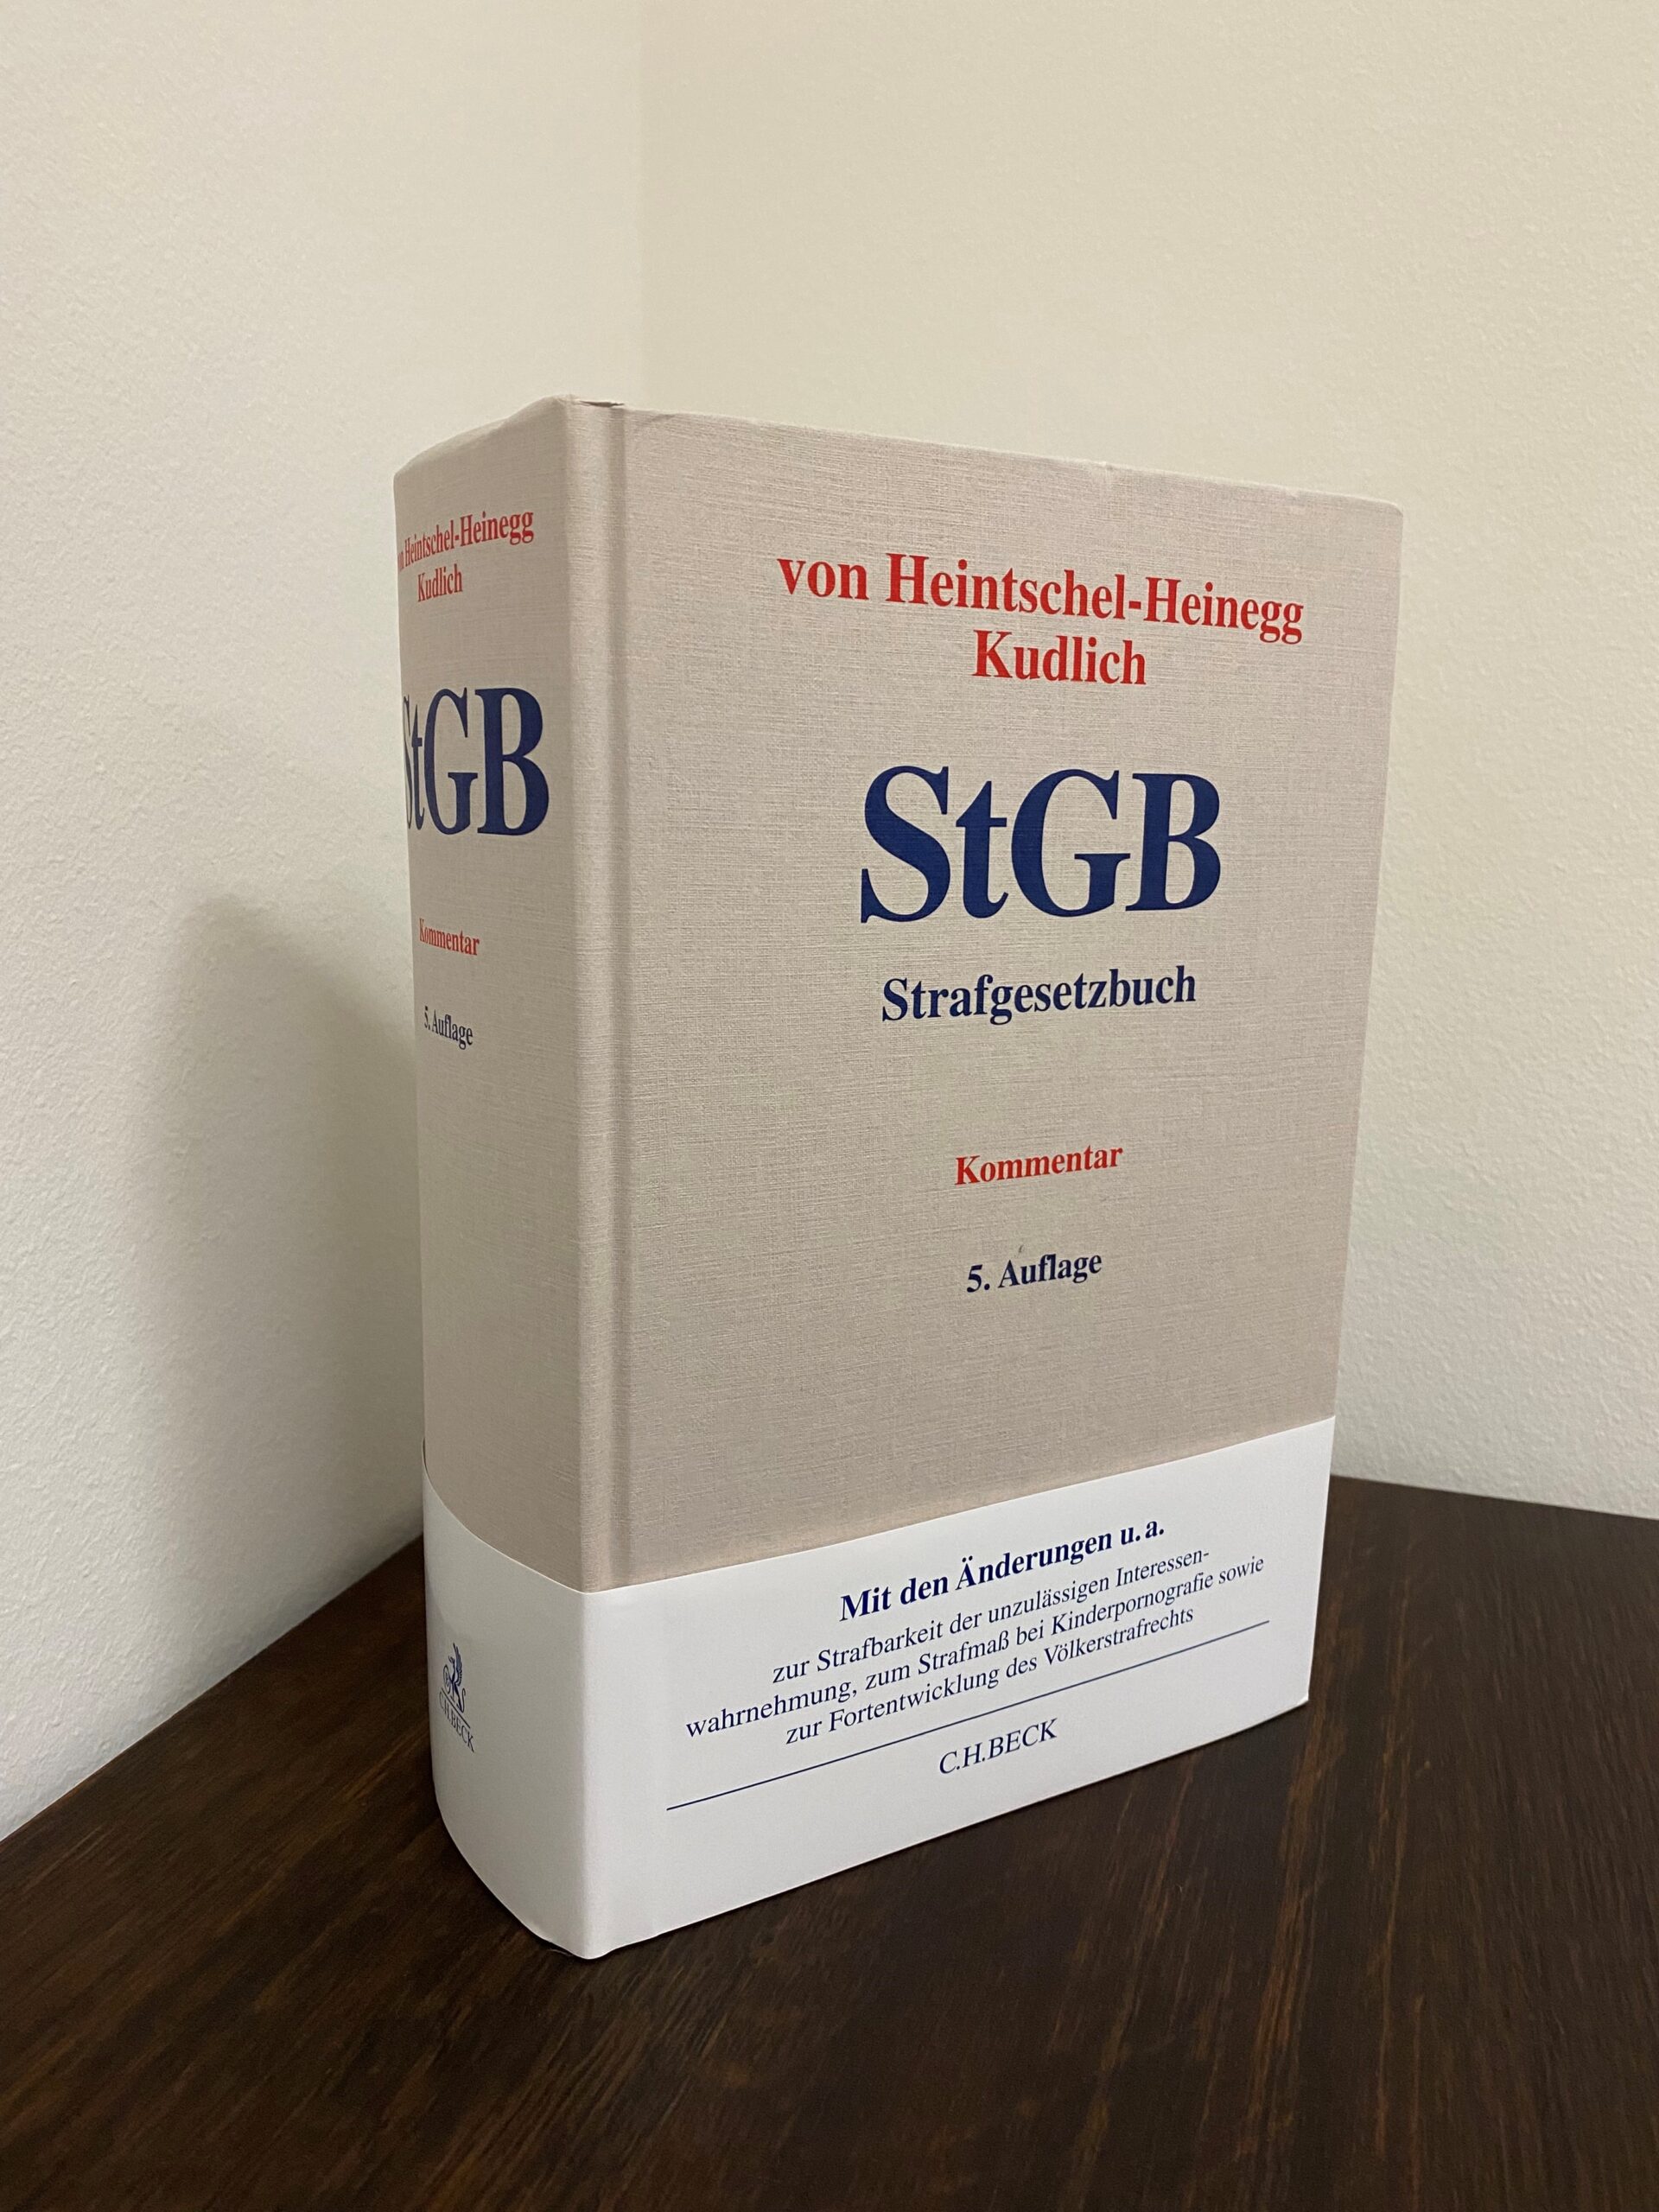 von Heintschel-Heinegg
Kudlich
StGB
Kommentar
5. Auflage
C.H.BECK
von Heintschel-Heinegg
Kudlich
StGB
Strafgesetzbuch
Kommentar
5. Auflage
Mit den Änderungen u. a.
zur Strafbarkeit der unzulässigen Interessen-
wahrnehmung, zum Strafmaß bei Kinderpornografie sowie
zur Fortentwicklung des Völkerstrafrechts
C.H.BECK